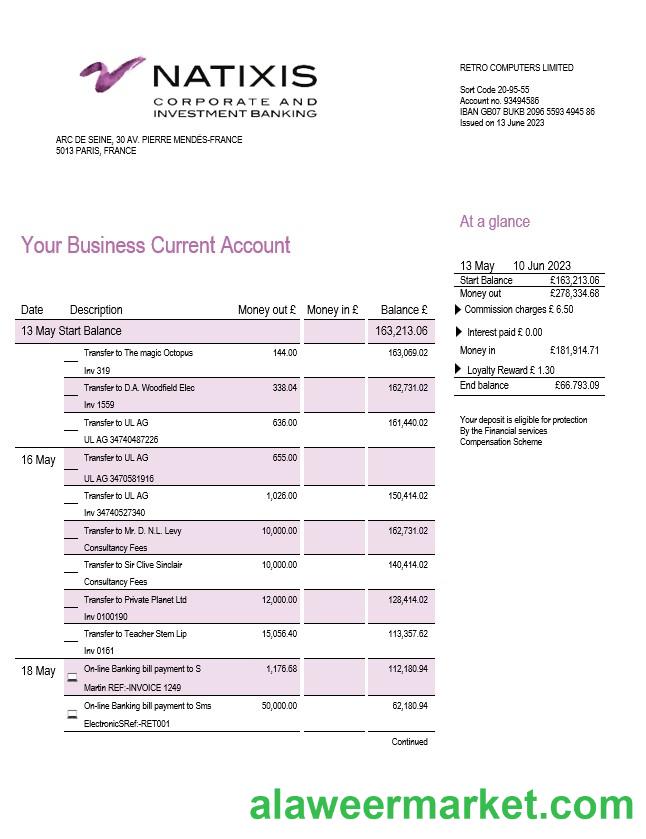 NATIXIS
CORPORATE AND
INVESTMENT BANKING
ARC DE SEINE, 30 AV. PIERRE MENDÈS-FRANCE
5013 PARIS, FRANCE
RETRO COMPUTERS LIMITED
Sort Code 20-95-55
Account no. 93494586
IBAN GB07 BUKB 2096 5593 4945 86
Issued on 13 June 2023
At a glance
13 May 10 Jun 2023
Start Balance £163,213.06
Money out £278,334.68
Commission charges £ 6.50
Interest paid £ 0.00
Money in £181,914.71
Loyalty Reward £ 1.30
End balance £66.793.09
Your deposit is eligible for protection
By the Financial services
Compensation Scheme
Your Business Current Account
Date Description Money out £ Money in £ Balance £
13 May Start Balance 163,213.06
Transfer to The magic Octopus 144.00 163,069.02
Inv 319
Transfer to D.A. Woodfield Elec 338.04 162,731.02
Inv 1559
Transfer to UL AG 636.00 161,440.02
UL AG 34740487226
16 May Transfer to UL AG 655.00
UL AG 3470581916
Transfer to UL AG 1,026.00 150,414.02
Inv 34740527340
Transfer to Mr. D. N.L. Levy 10,000.00 162,731.02
Consultancy Fees
Transfer to Sir Clive Sinclair 10,000.00 140,414.02
Consultancy Fees
Transfer to Private Planet Ltd 12,000.00 128,414.02
Inv 0100190
Transfer to Teacher Stem Lip 15,056.40 113,357.62
Inv 0161
18 May On-line Banking bill payment to S 1,176.68 112,180.94
Martin REF:-INVOICE 1249
On-line Banking bill payment to Sms 50,000.00 62,180.94
ElectronicSRef:-RET001
Continued
alaweermarket.com